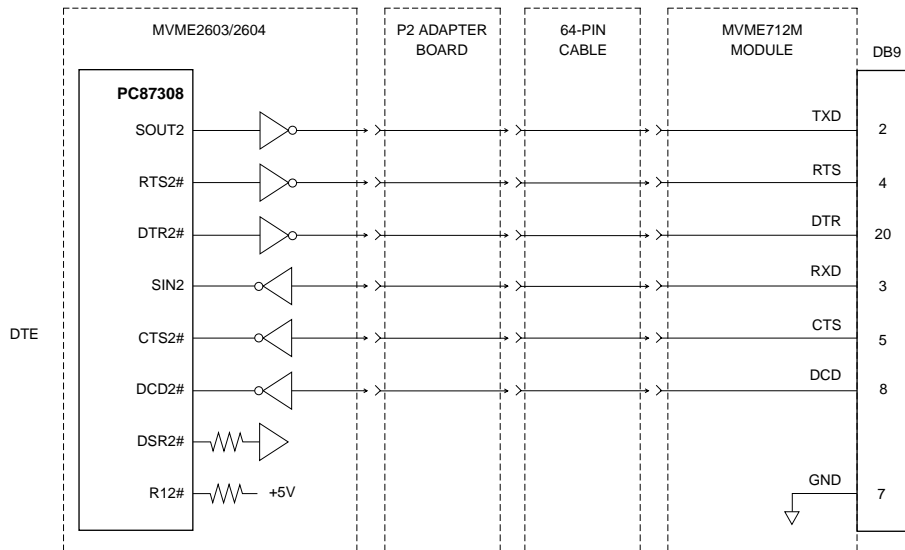 MVME2603/2604
P2 ADAPTER
BOARD
64-PIN
CABLE
MVME712M
MODULE
DB9
PC87308
SOUT2
TXD
2
RTS2#
RTS
4
DTR2#
DTR
20
SIN2
RXD
3
DTE
CTS2#
CTS
5
DCD2#
DCD
8
DSR2#
R12#
+5V
GND
7